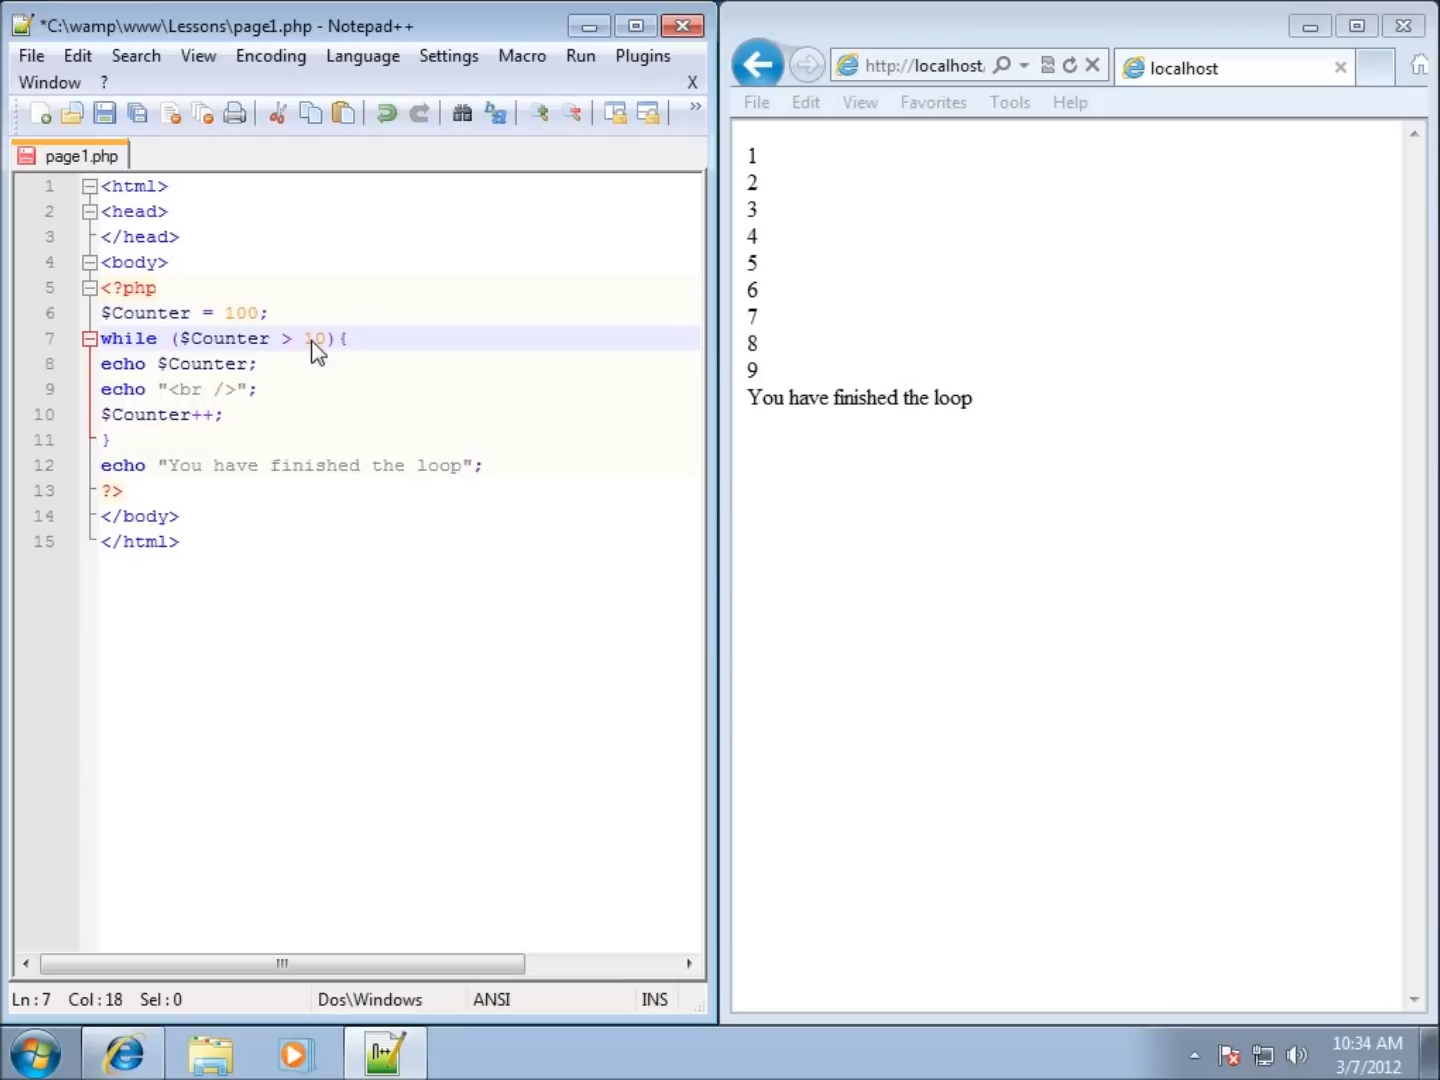 *C:\wamp\www\Lessons\page1.php - Notepad++
File Edit Search View Encoding Language Settings Macro Run Plugins
Window ? X
page1.php
1 <html>
2 <head>
3 </head>
4 <body>
5 <?php
6 $Counter = 100;
7 while ($Counter > 10){
8 echo $Counter;
9 echo "<br />";
10 $Counter++;
11 }
12 echo "You have finished the loop";
13 ?>
14 </body>
15 </html>
Ln : 7 Col : 18 Sel : 0 Dos\Windows ANSI INS
http://localhost
localhost
File Edit View Favorites Tools Help
1
2
3
4
5
6
7
8
9
You have finished the loop
10:34 AM
3/7/2012